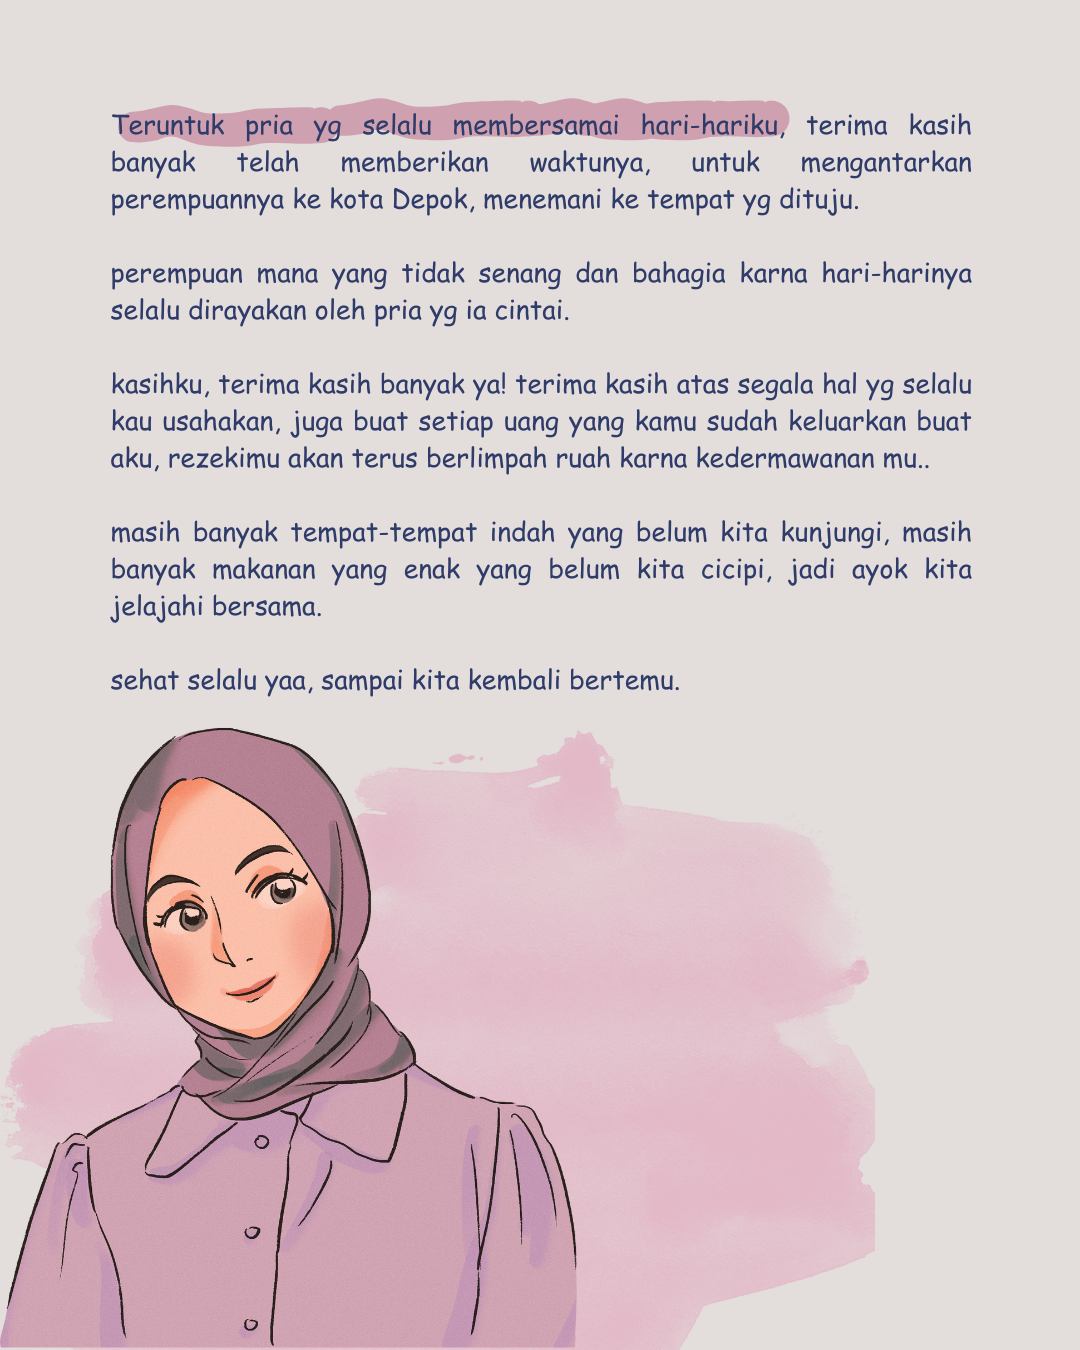 Teruntuk pria yg selalu membersamai hari-hariku, terima kasih
banyak telah memberikan waktunya, untuk mengantarkan
perempuannya ke kota Depok, menemani ke tempat yg dituju.
perempuan mana yang tidak senang dan bahagia karna hari-harinya
selalu dirayakan oleh pria yg ia cintai.
kasihku, terima kasih banyak ya! terima kasih atas segala hal yg selalu
kau usahakan, juga buat setiap uang yang kamu sudah keluarkan buat
aku, rezekimu akan terus berlimpah ruah karna kedermawanan mu..
masih banyak tempat-tempat indah yang belum kita kunjungi, masih
banyak makanan yang enak yang belum kita cicipi, jadi ayok kita
jelajahi bersama.
sehat selalu yaa, sampai kita kembali bertemu.